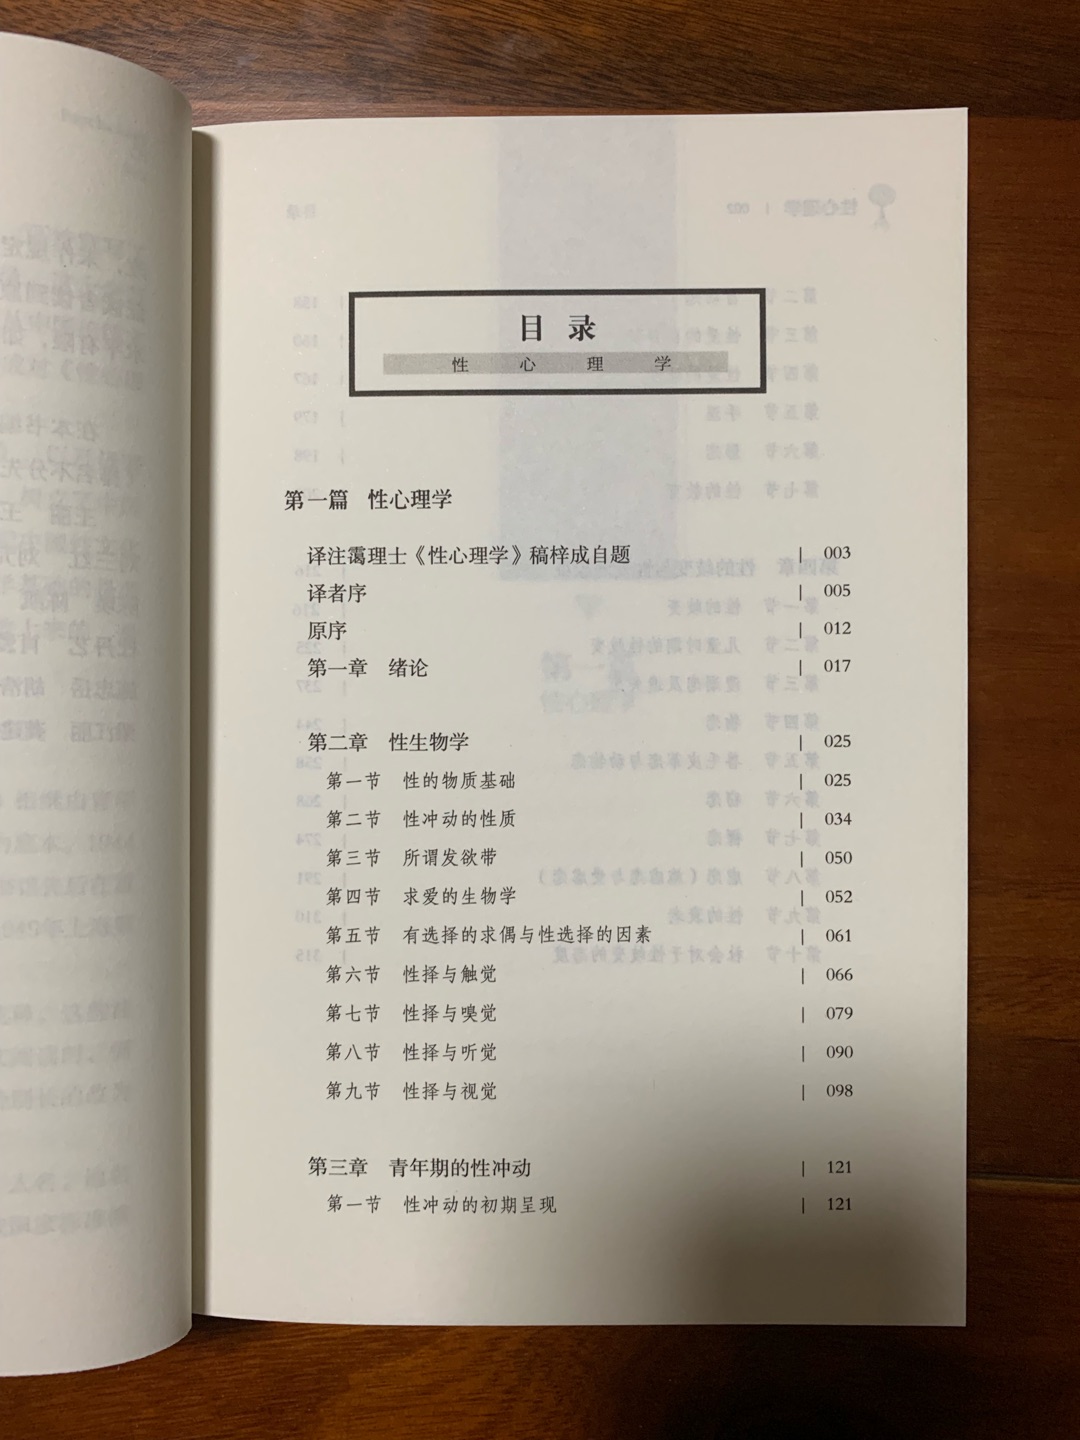 目录
性心理学
第一篇 性心理学
译注霭理士《性心理学》稿梓成自题 | 003
译者序 | 005
原序 | 012
第一章 绪论 | 017
第二章 性生物学 | 025
第一节 性的物质基础 | 025
第二节 性冲动的性质 | 034
第三节 所谓发欲带 | 050
第四节 求爱的生物学 | 052
第五节 有选择的求偶与性选择的因素 | 061
第六节 性择与触觉 | 066
第七节 性择与嗅觉 | 079
第八节 性择与听觉 | 090
第九节 性择与视觉 | 098
第三章 青年期的性冲动 | 121
第一节 性冲动的初期呈现 | 121